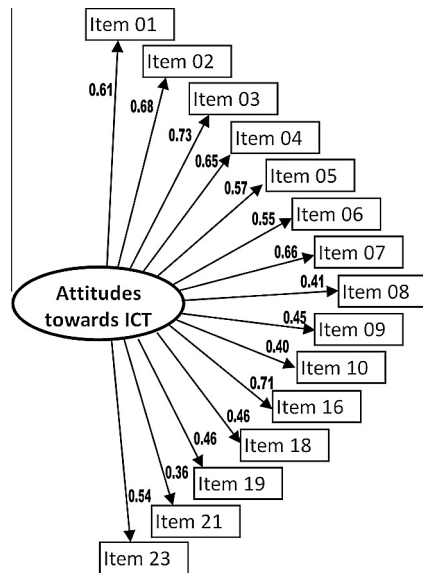 Item 01
Item 02
0.61
0.68
Item 03
0.73
Item 04
0.65
Item 05
0.57
Item 06
0.55
Item 07
0.66
Item 08
0.41
Attitudes
towards ICT
0.45
Item 09
0.40
Item 10
0.71
Item 16
0.46
Item 18
0.46
Item 19
0.36
Item 21
0.54
Item 23